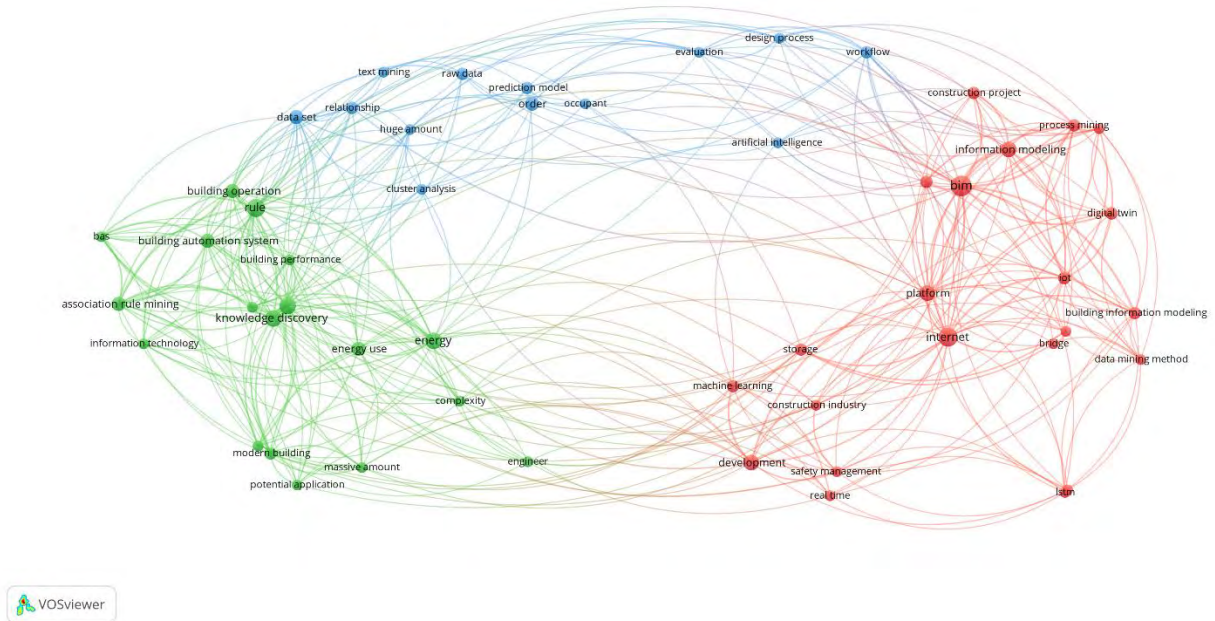 design process
evaluation
workflow
text mining
raw data
prediction model
order
occupant
construction project
relationship
data set
huge amount
process mining
artificial intelligence
information modeling
cluster analysis
building operation
bim
rule
digital twin
bas
building automation system
building performance
iot
platform
association rule mining
knowledge discovery
building information modeling
information technology
energy
energy use
internet
bridge
storage
data mining method
machine learning
complexity
construction industry
modern building
massive amount
engineer
development
safety management
potential application
real time
lstm
VOSviewer